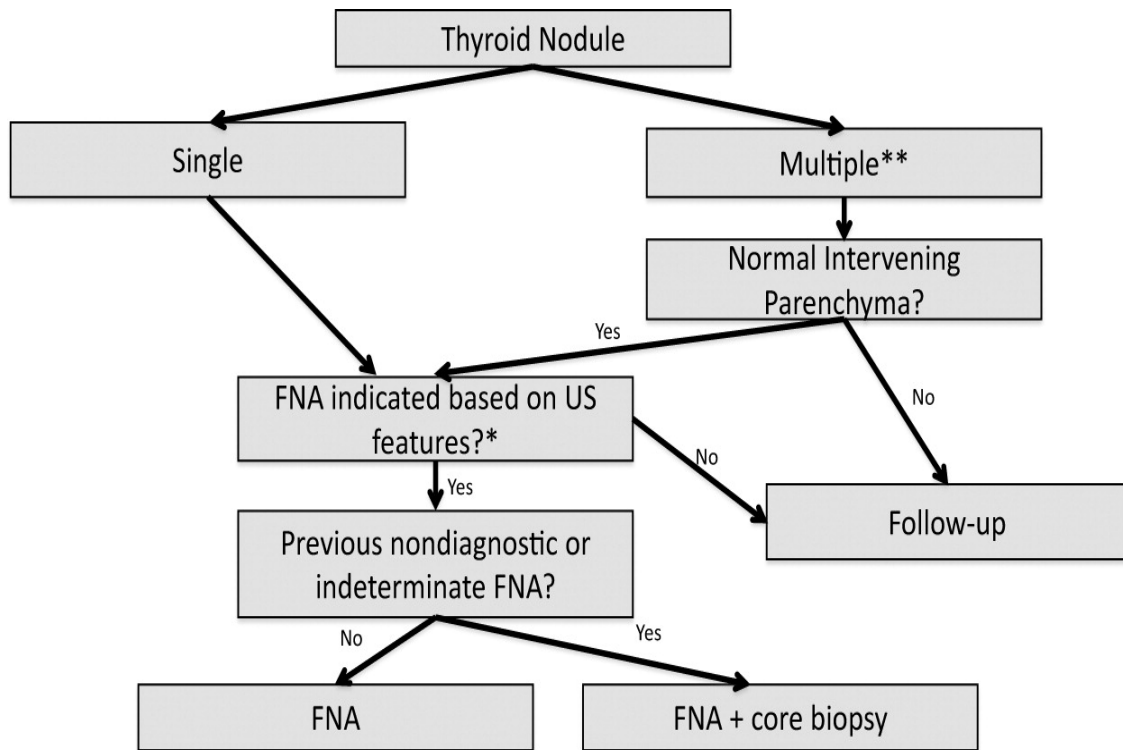 Thyroid Nodule
Single
Multiple**
Normal Intervening
Parenchyma?
Yes
No
FNA indicated based on US
features?*
No
Yes
Previous nondiagnostic or
indeterminate FNA?
Follow-up
No
Yes
FNA
FNA + core biopsy